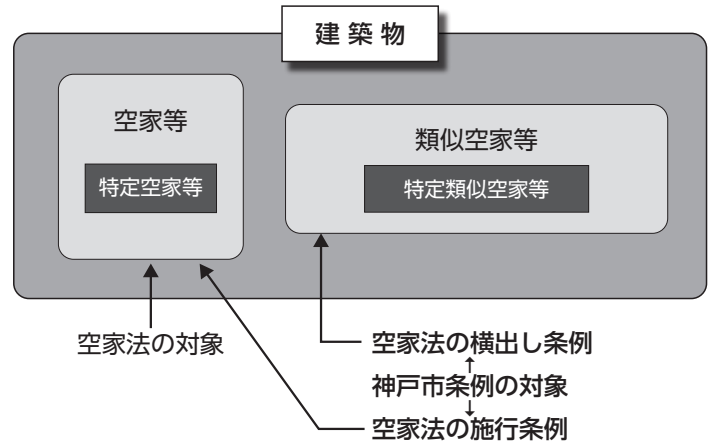 建築物
空家等
特定空家等
類似空家等
特定類似空家等
空家法の対象
空家法の横出し条例
神戸市条例の対象
空家法の施行条例